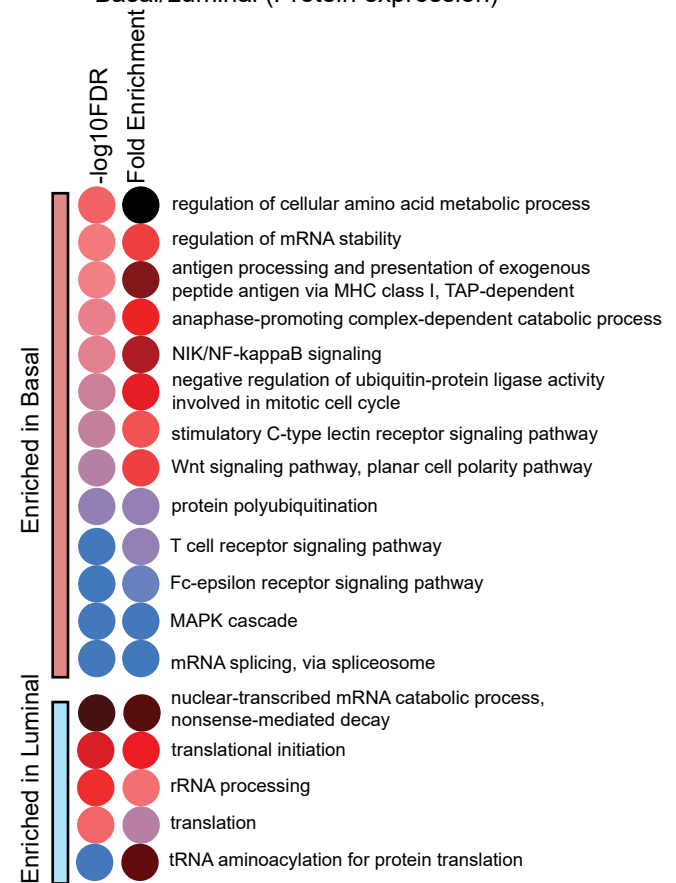 Basal/Luminal (Protein expression)
-log10FDR
Fold Enrichment
Enriched in Basal
regulation of cellular amino acid metabolic process
regulation of mRNA stability
antigen processing and presentation of exogenous
peptide antigen via MHC class I, TAP-dependent
anaphase-promoting complex-dependent catabolic process
NIK/NF-kappaB signaling
negative regulation of ubiquitin-protein ligase activity
involved in mitotic cell cycle
stimulatory C-type lectin receptor signaling pathway
Wnt signaling pathway, planar cell polarity pathway
protein polyubiquitination
T cell receptor signaling pathway
Fc-epsilon receptor signaling pathway
MAPK cascade
mRNA splicing, via spliceosome
Enriched in Luminal
nuclear-transcribed mRNA catabolic process,
nonsense-mediated decay
translational initiation
rRNA processing
translation
tRNA aminoacylation for protein translation